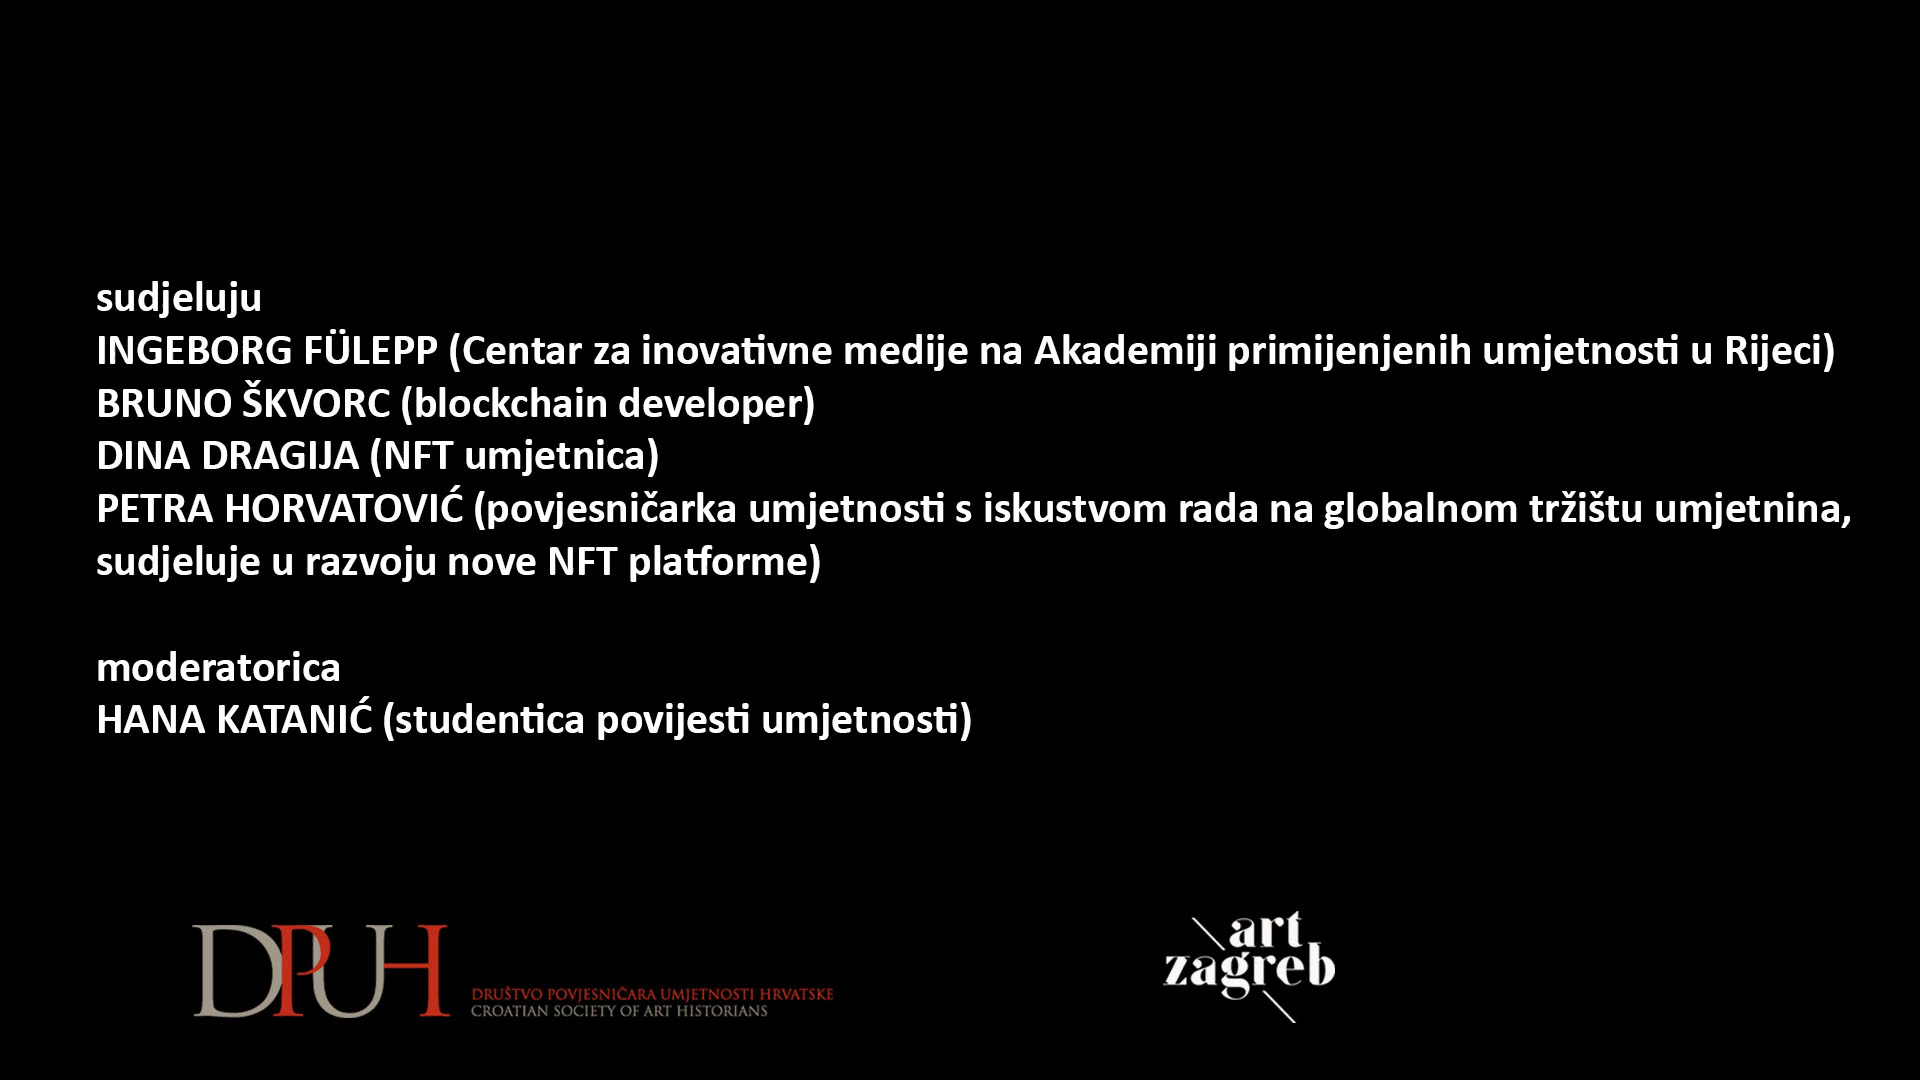 sudjeluju
INGEBORG FÜLEPP (Centar za inovativne medije na Akademiji primijenjenih umjetnosti u Rijeci)
BRUNO ŠKVORC (blockchain developer)
DINA DRAGIJA (NFT umjetnica)
PETRA HORVATOVIĆ (povjesničarka umjetnosti s iskustvom rada na globalnom tržištu umjetnina,
sudjeluje u razvoju nove NFT platforme)
moderatorica
HANA KATANIĆ (studentica povijesti umjetnosti)
DPUH
DRUŠTVO POVJESNIČARA UMJETNOSTI HRVATSKE
CROATIAN SOCIETY OF ART HISTORIANS
art
zagreb